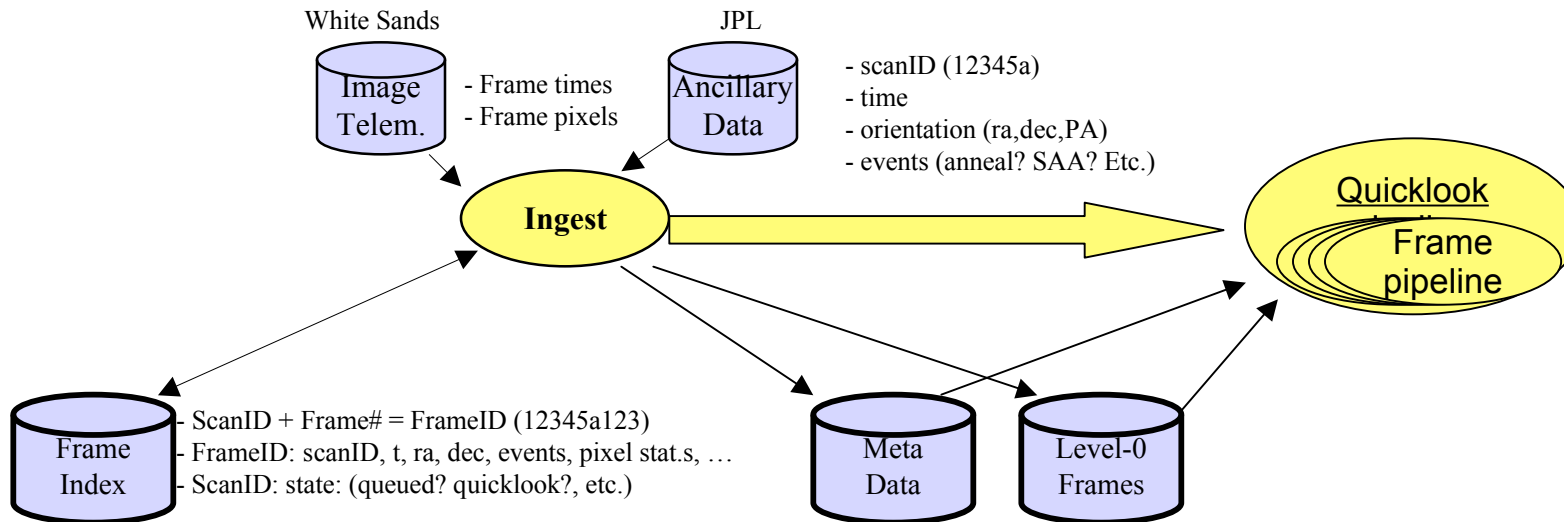 White Sands
JPL
Image
Telem.
- Frame times
- Frame pixels
Ancillary
Data
- scanID (12345a)
- time
- orientation (ra,dec,PA)
- events (anneal? SAA? Etc.)
Ingest
Quicklook
Frame
pipeline
Frame
Index
- ScanID + Frame# = FrameID (12345a123)
- FrameID: scanID, t, ra, dec, events, pixel stat.s, …
- ScanID: state: (queued? quicklook?, etc.)
Meta
Data
Level-0
Frames